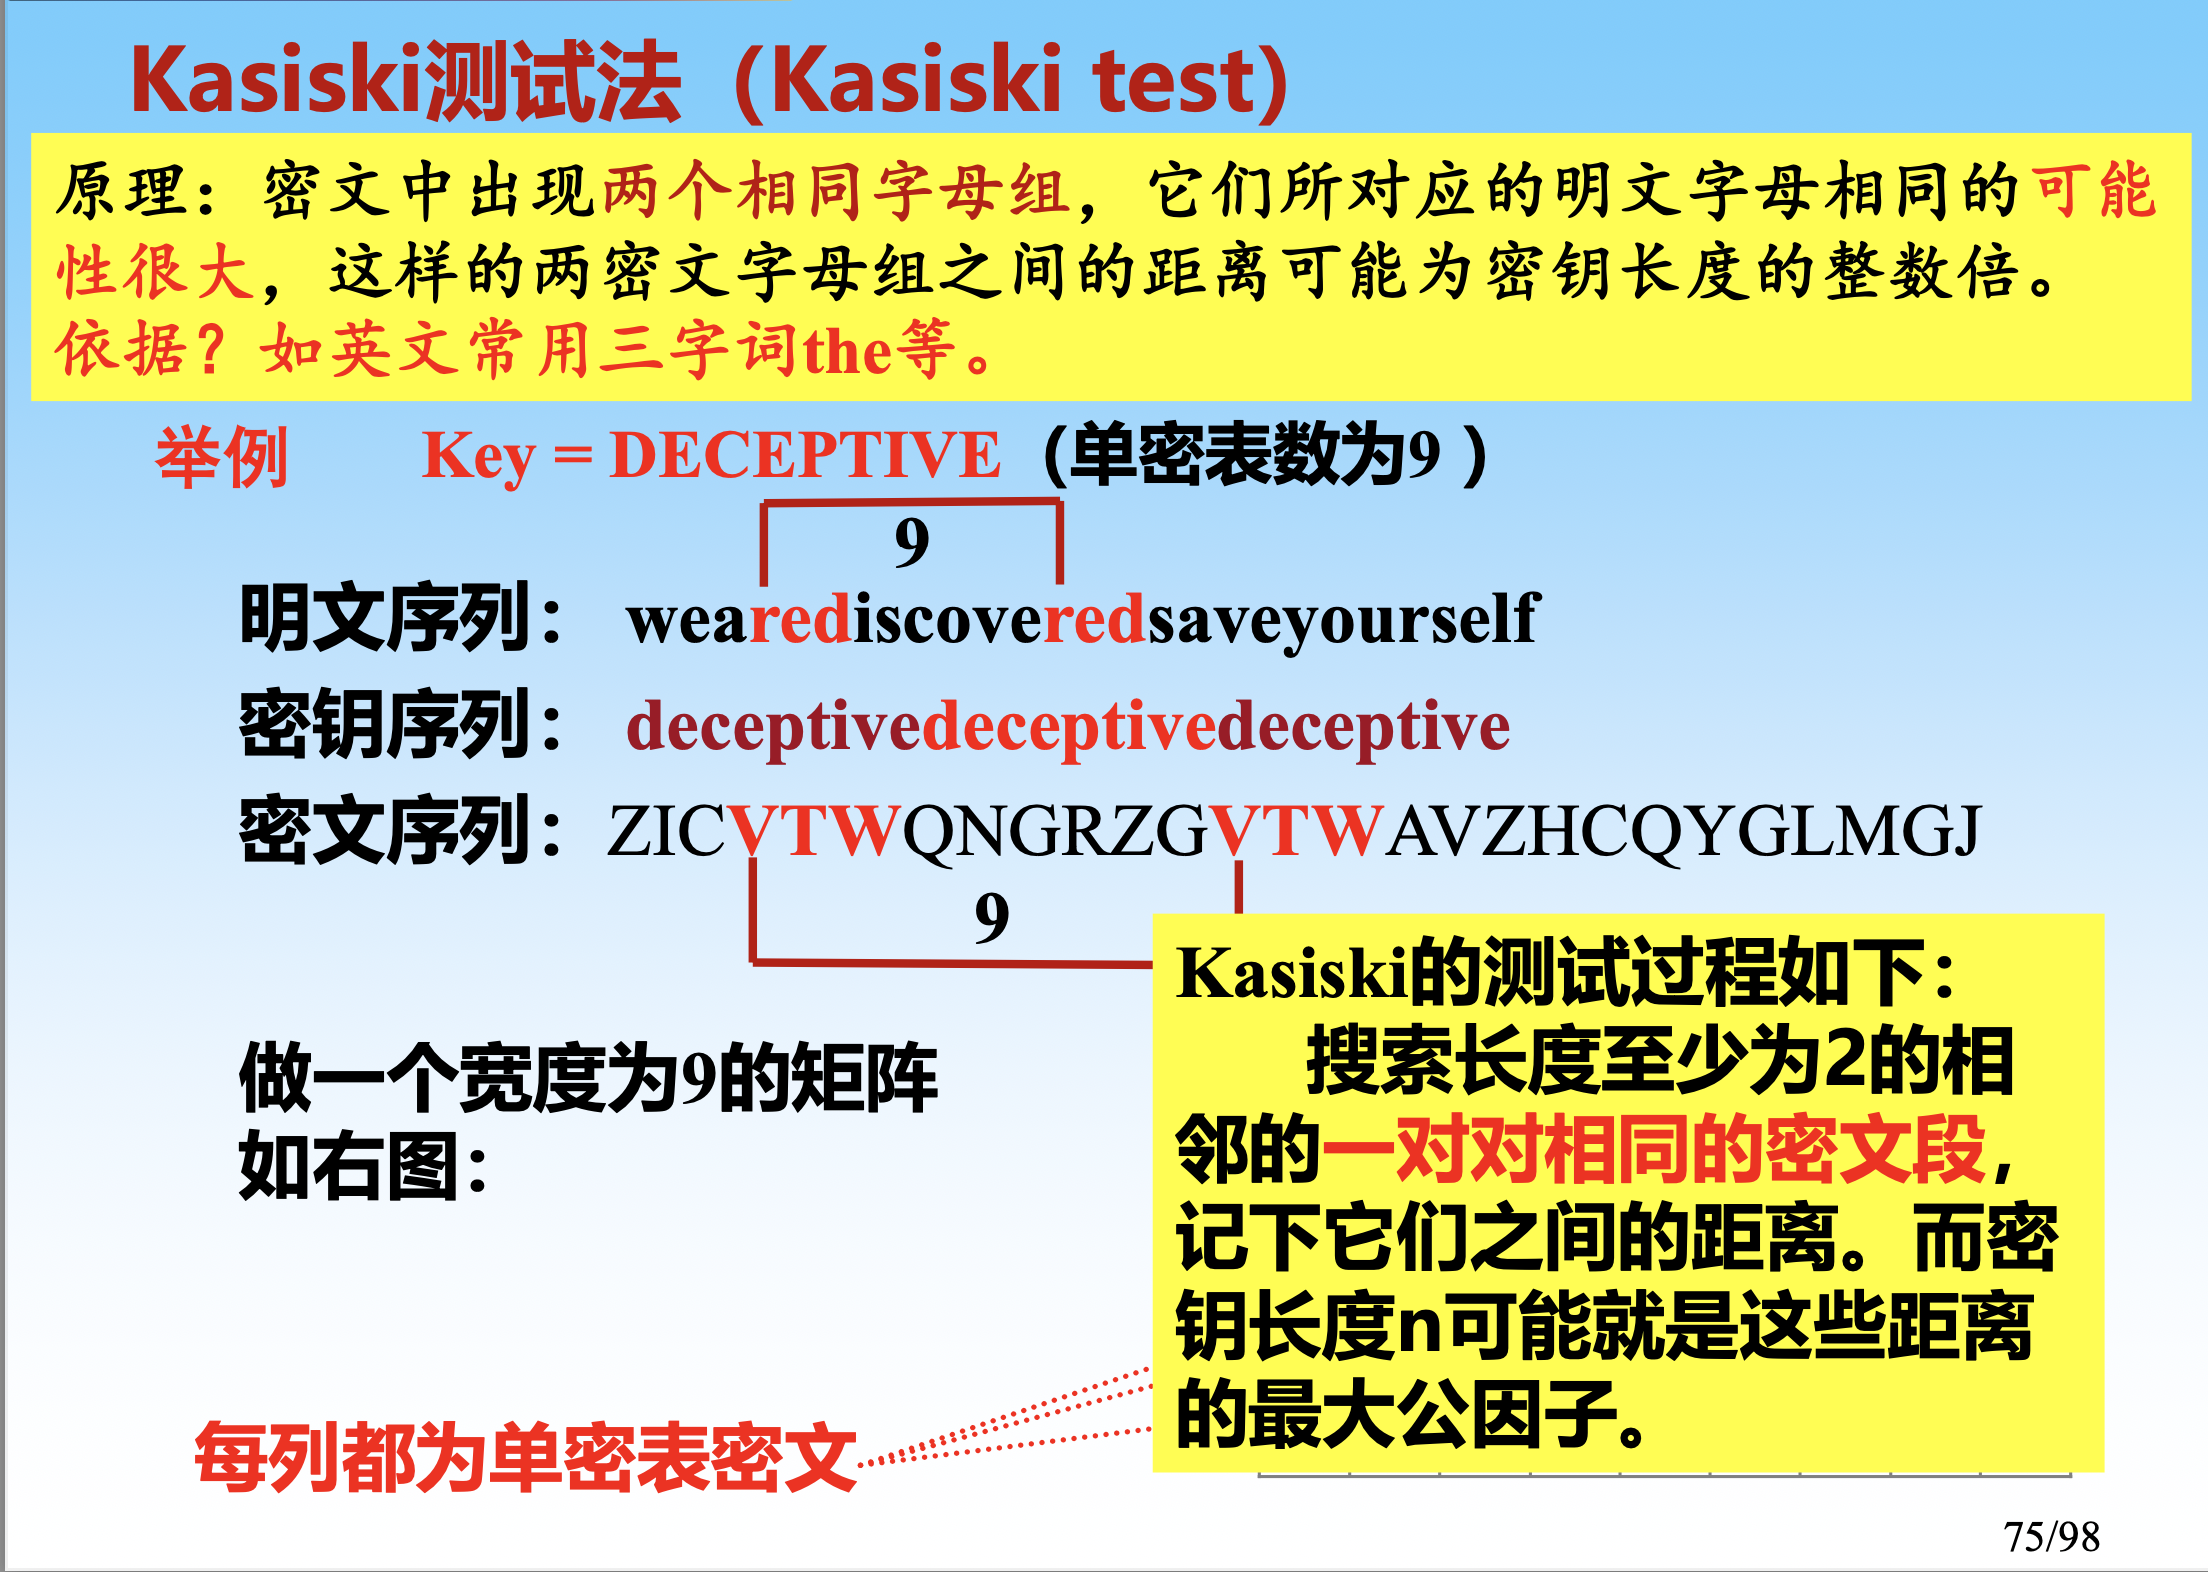 Kasiski测试法（Kasiski test）
原理：密文中出现两个相同字母组，它们所对应的明文字母相同的可能
性很大，这样的两密文字母组之间的距离可能为密钥长度的整数倍。
依据？如英文常用三字词the等。
举例 Key = DECEPTIVE（单密表数为9 ）
9
明文序列： wearediscoveredsaveyourself
密钥序列： deceptivedeceptivedeceptive
密文序列：ZICVTWQNGRZGVTWAVZHCQYGLMGJ
9
做一个宽度为9的矩阵
如右图：
每列都为单密表密文
Kasiski的测试过程如下：
搜索长度至少为2的相
邻的一对对相同的密文段，
记下它们之间的距离。而密
钥长度n可能就是这些距离
的最大公因子。
75/98